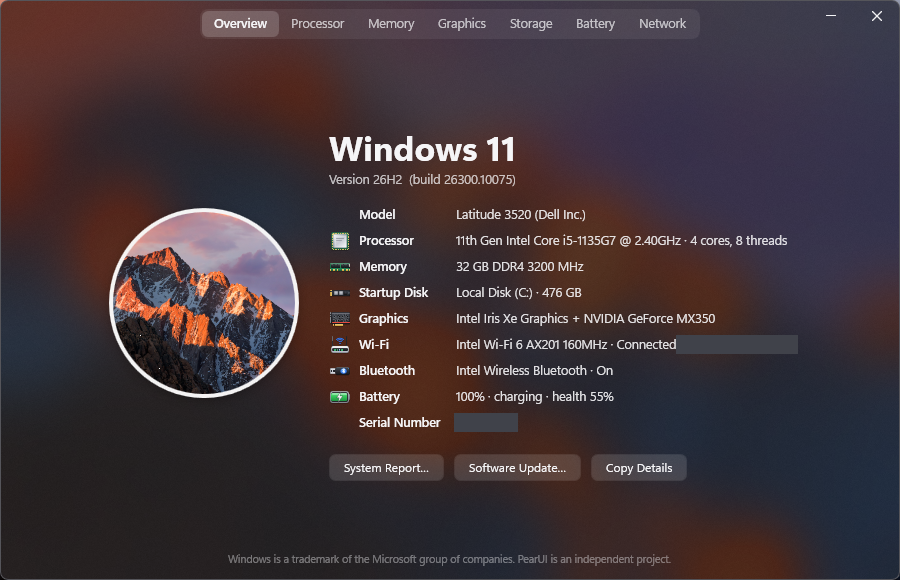 Overview Processor Memory Graphics Storage Battery Network
Windows 11
Version 26H2 (build 26300.10075)
Model Latitude 3520 (Dell Inc.)
Processor 11th Gen Intel Core i5-1135G7 @ 2.40GHz · 4 cores, 8 threads
Memory 32 GB DDR4 3200 MHz
Startup Disk Local Disk (C:) · 476 GB
Graphics Intel Iris Xe Graphics + NVIDIA GeForce MX350
Wi-Fi Intel Wi-Fi 6 AX201 160MHz · Connected
Bluetooth Intel Wireless Bluetooth · On
Battery 100% · charging · health 55%
Serial Number
System Report... Software Update... Copy Details
Windows is a trademark of the Microsoft group of companies. PearUI is an independent project.